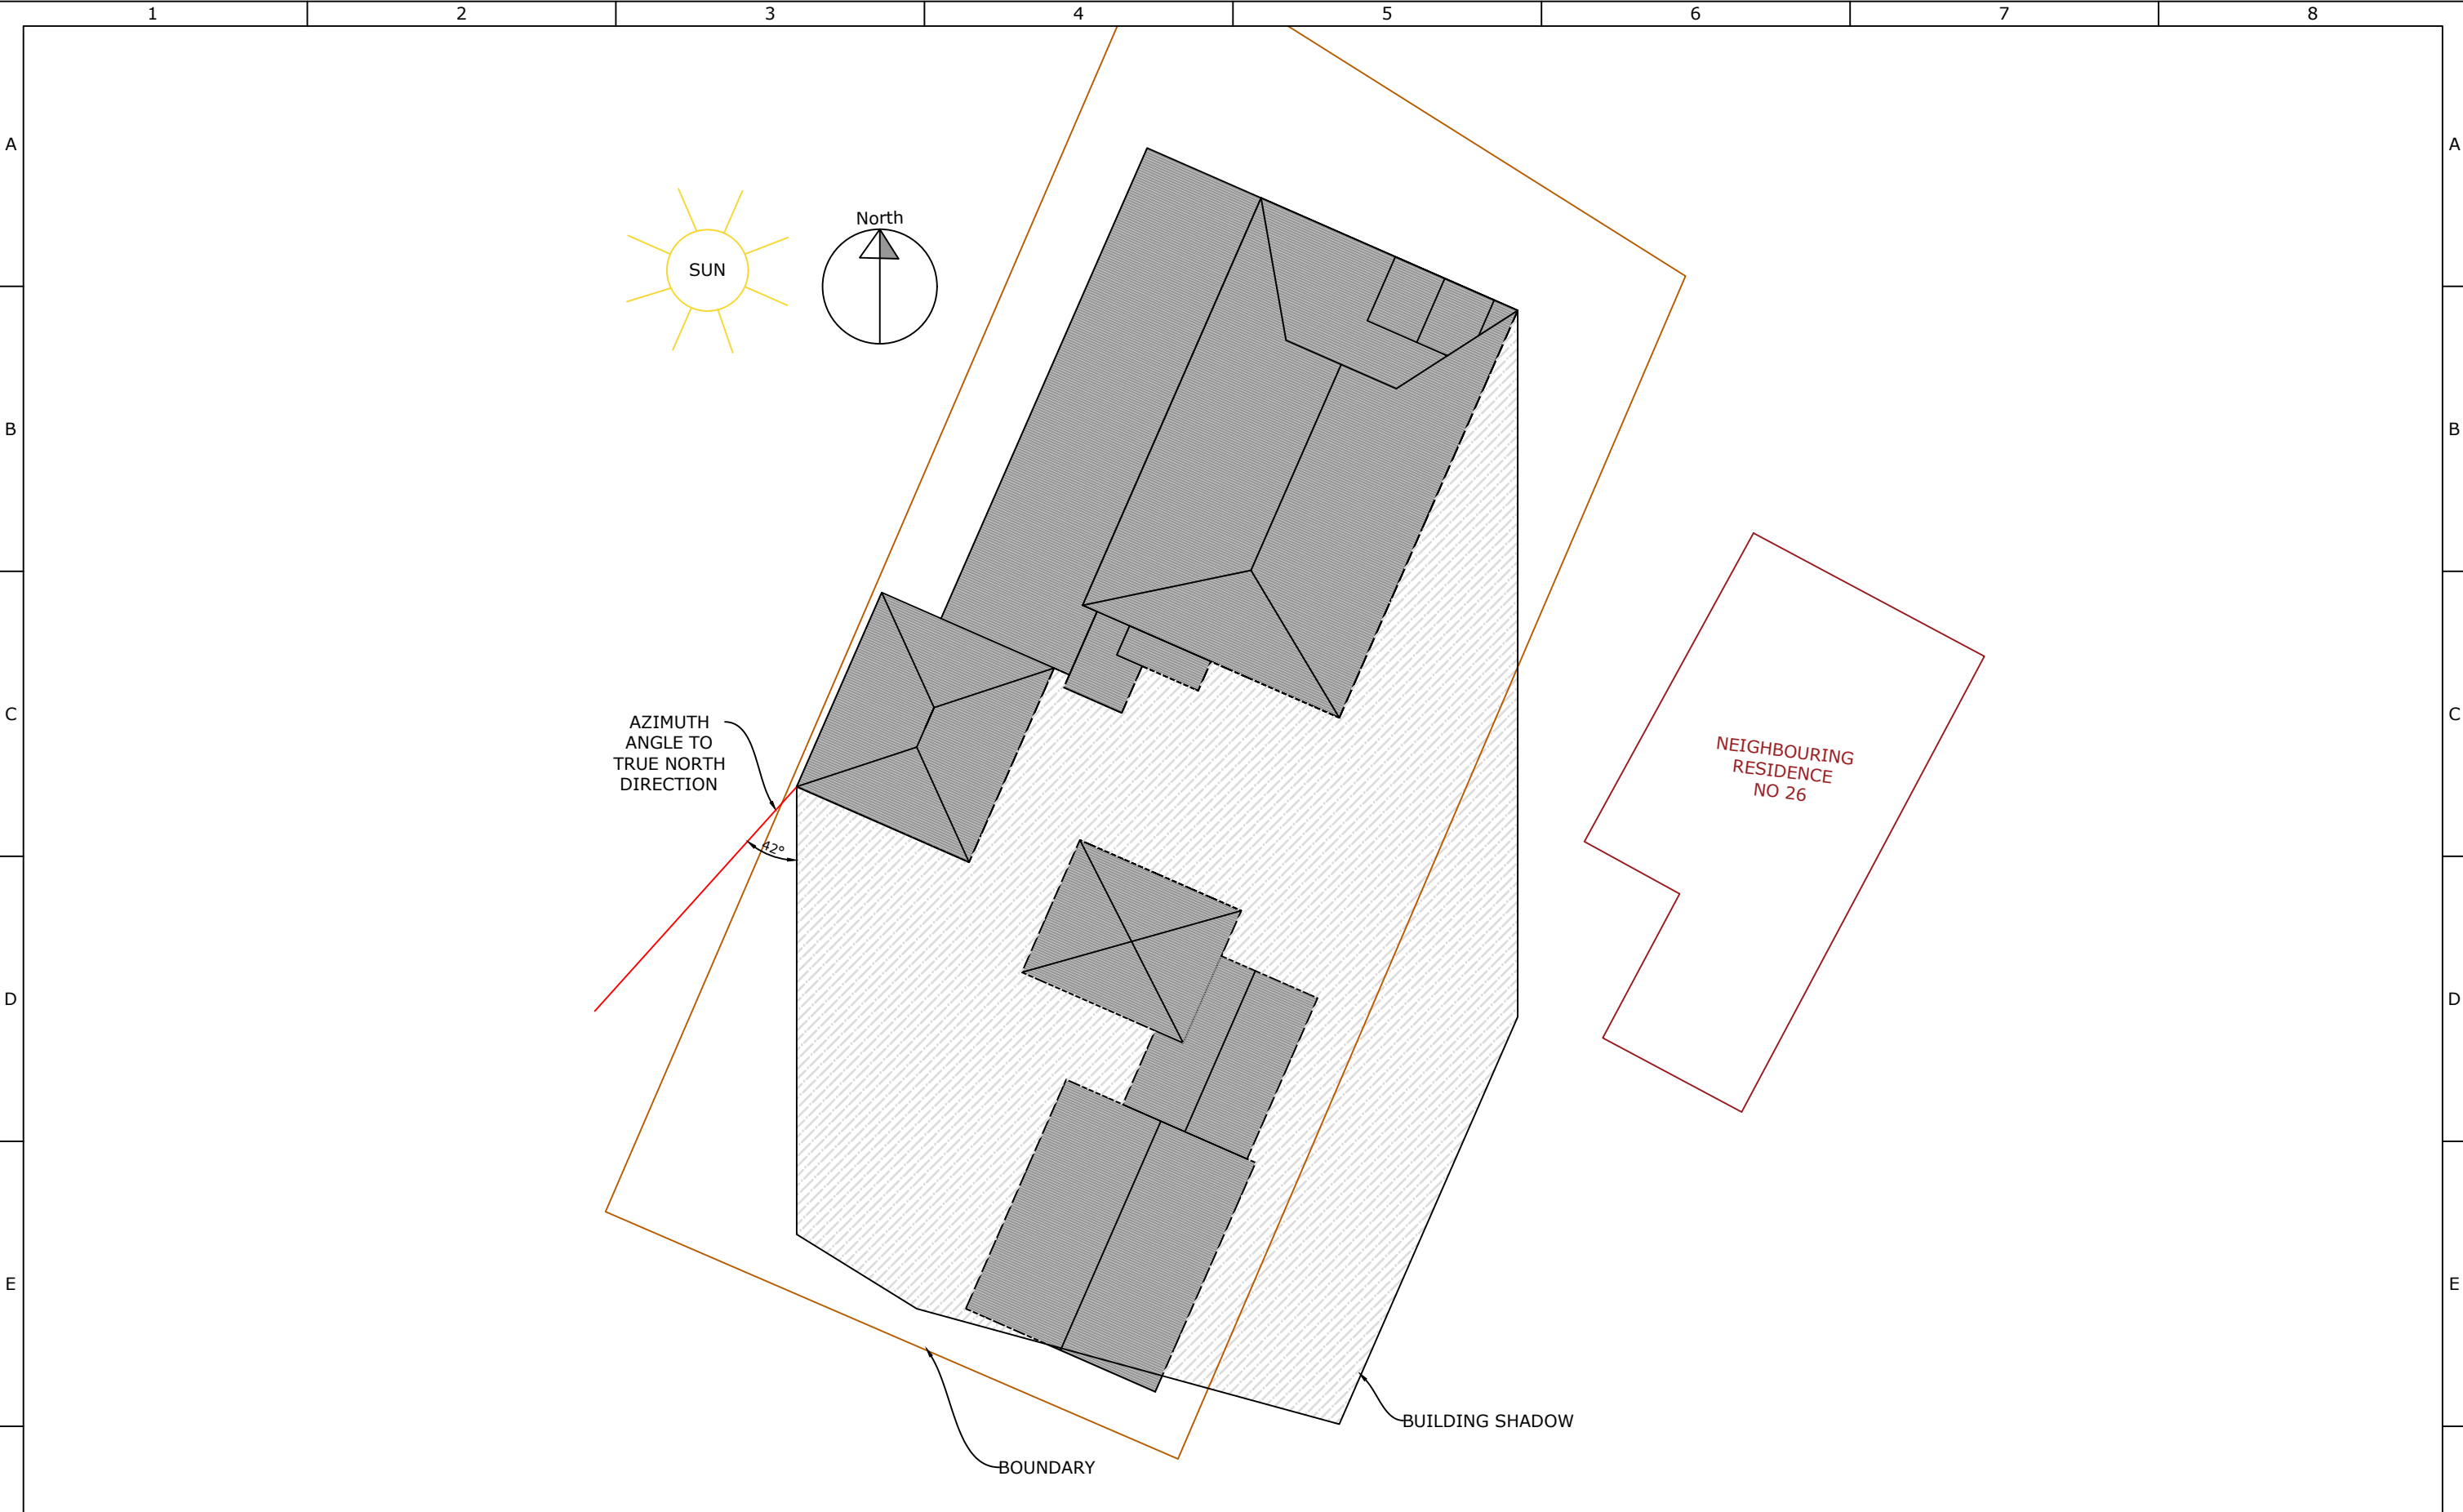 1 2 3 4 5 6 7 8
A A
North
SUN
B B
AZIMUTH
ANGLE TO
TRUE NORTH
DIRECTION
C C
NEIGHBOURING
RESIDENCE
NO 26
42°
D D
E E
BUILDING SHADOW
BOUNDARY